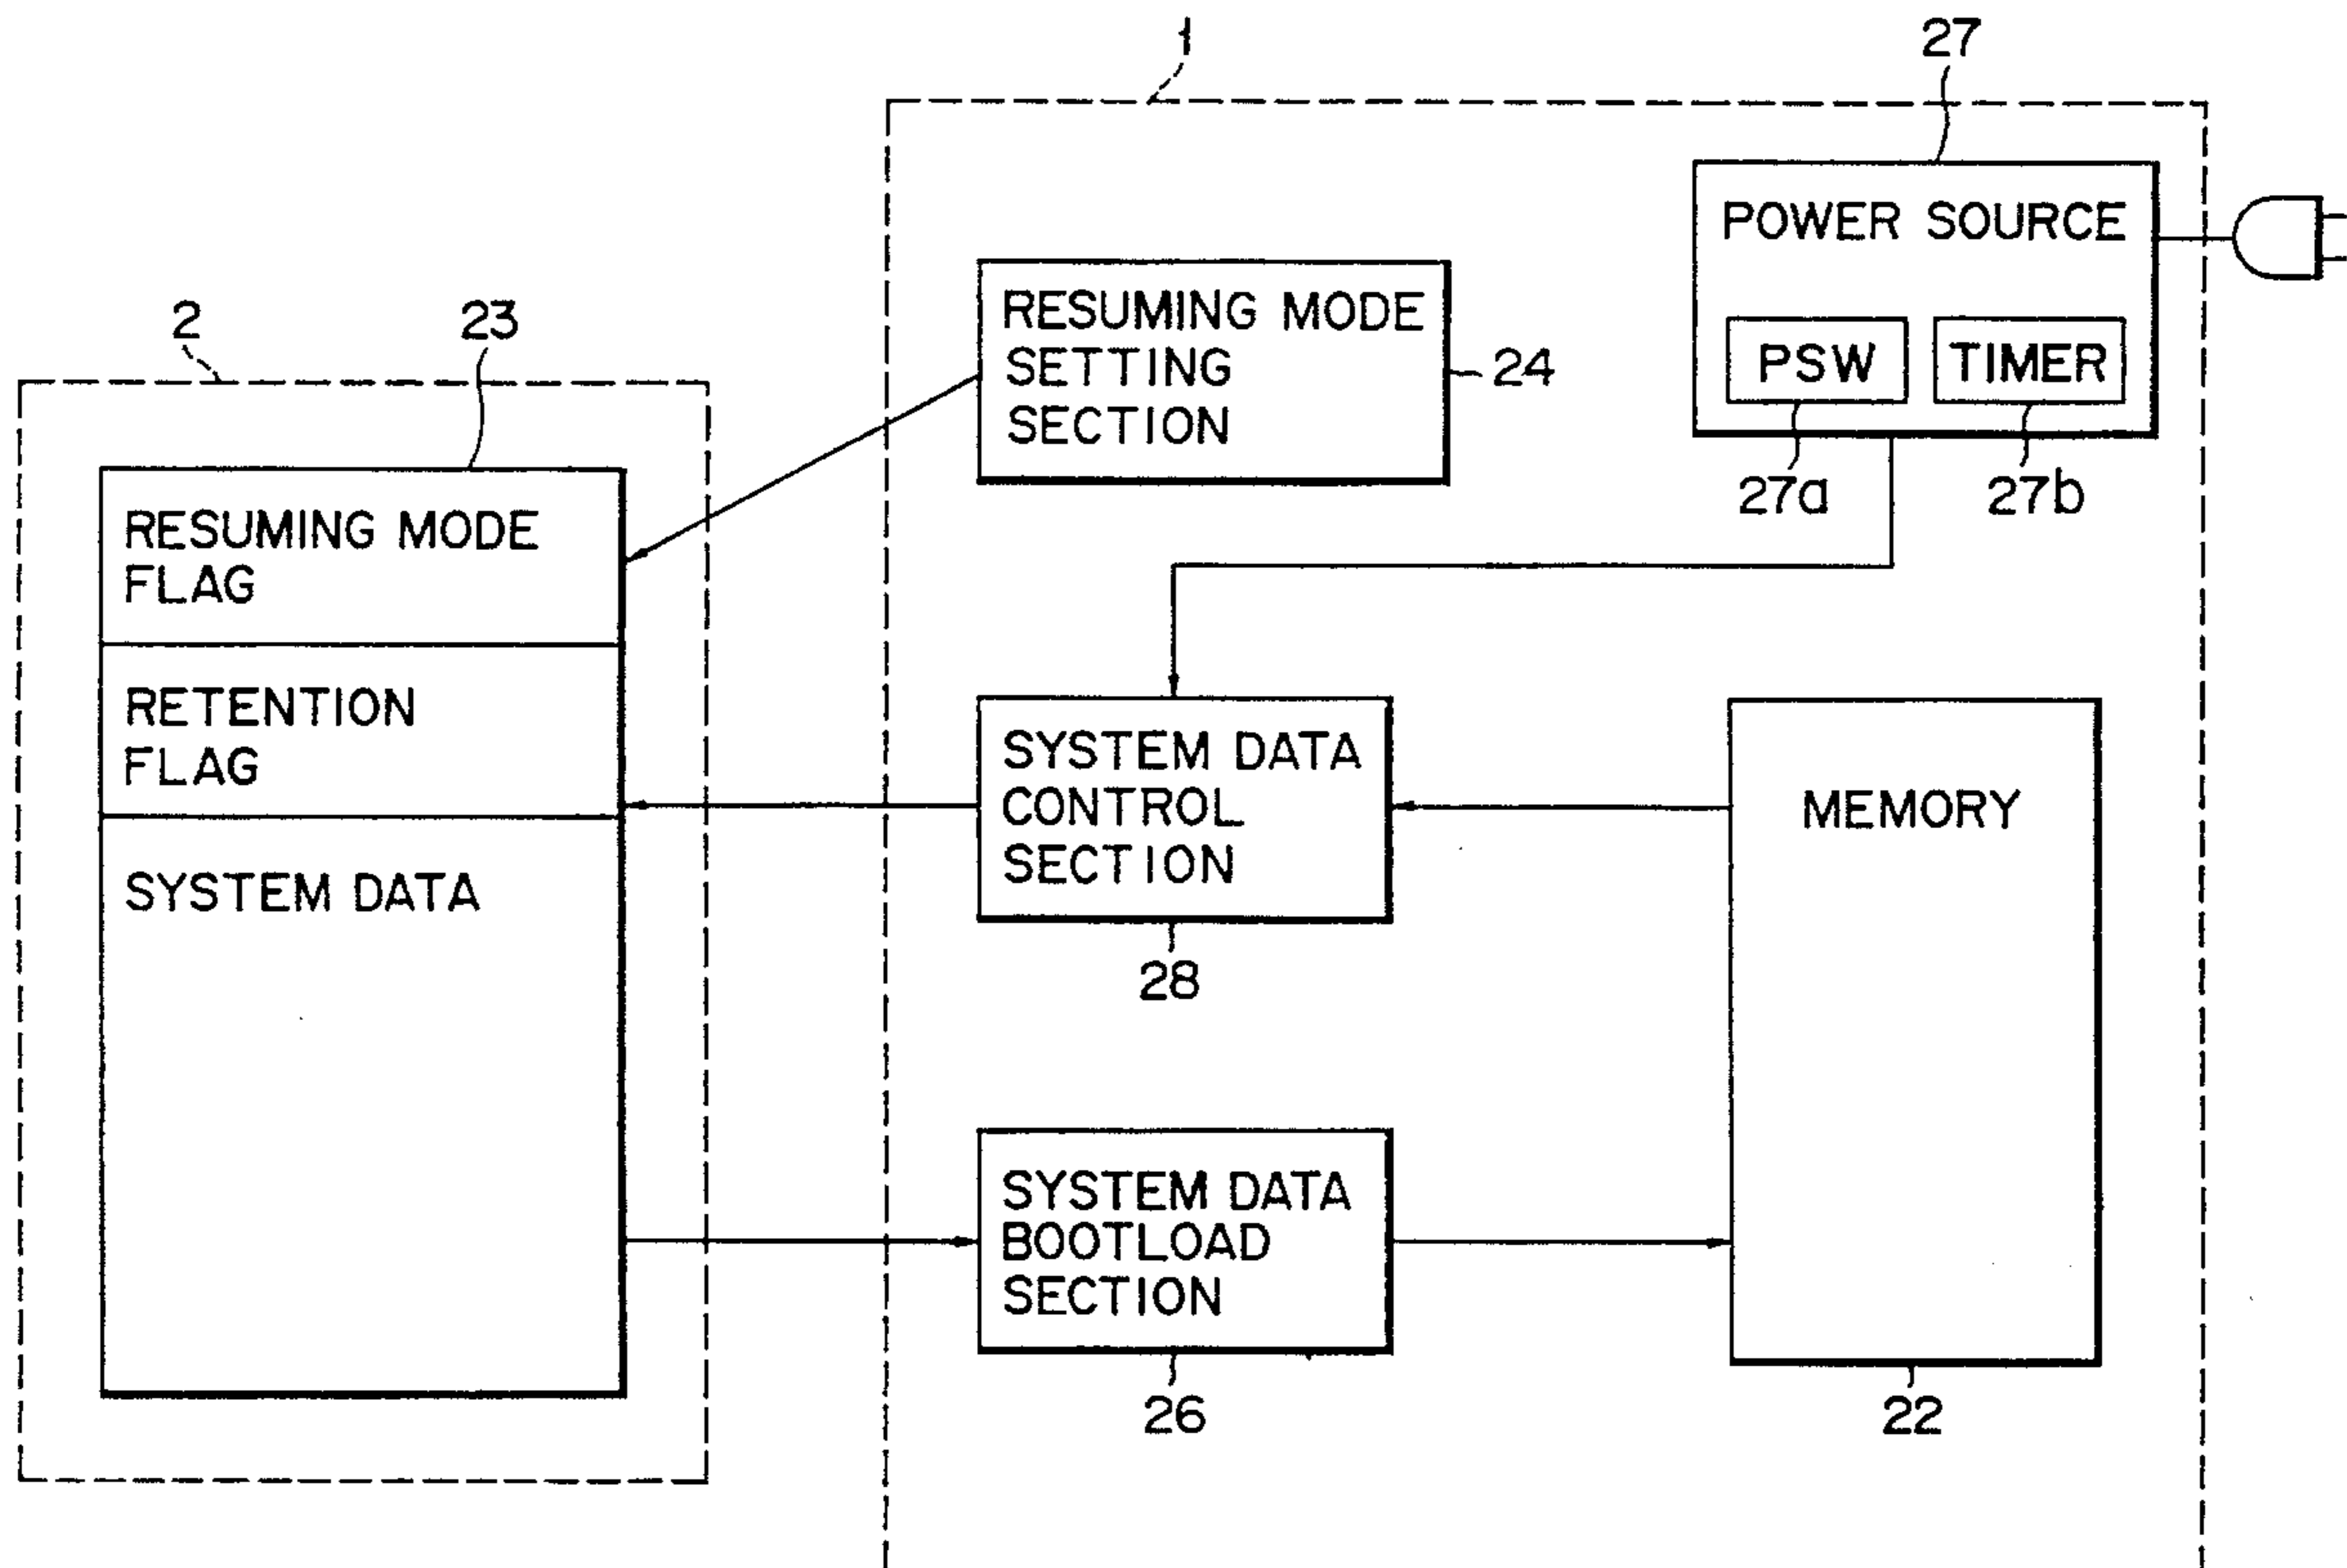 1
27
POWER SOURCE
PSW
TIMER
27a
27b
RESUMING MODE
SETTING
SECTION
24
2
23
RESUMING MODE
FLAG
RETENTION
FLAG
SYSTEM DATA
SYSTEM DATA
CONTROL
SECTION
28
MEMORY
22
SYSTEM DATA
BOOTLOAD
SECTION
26